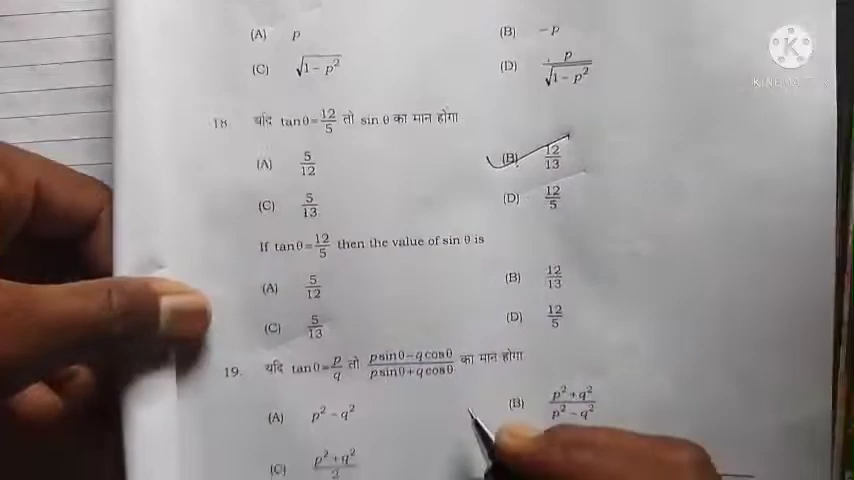 (A) p (B) -p
(C) √(1 - p²) (D) p/√(1 - p²)
K
KINEMA
18 यदि tanθ = 12/5 तो sin θ का मान होगा
(A) 5/12 (B) 12/13
(C) 5/13 (D) 12/5
If tanθ = 12/5 then the value of sin θ is
(A) 5/12 (B) 12/13
(C) 5/13 (D) 12/5
19. यदि tanθ = p/q तो (p sinθ - q cosθ)/(p sinθ + q cosθ) का मान होगा
(A) p² - q² (B) (p² + q²)/(p² - q²)
(C) (p² + q²)/2